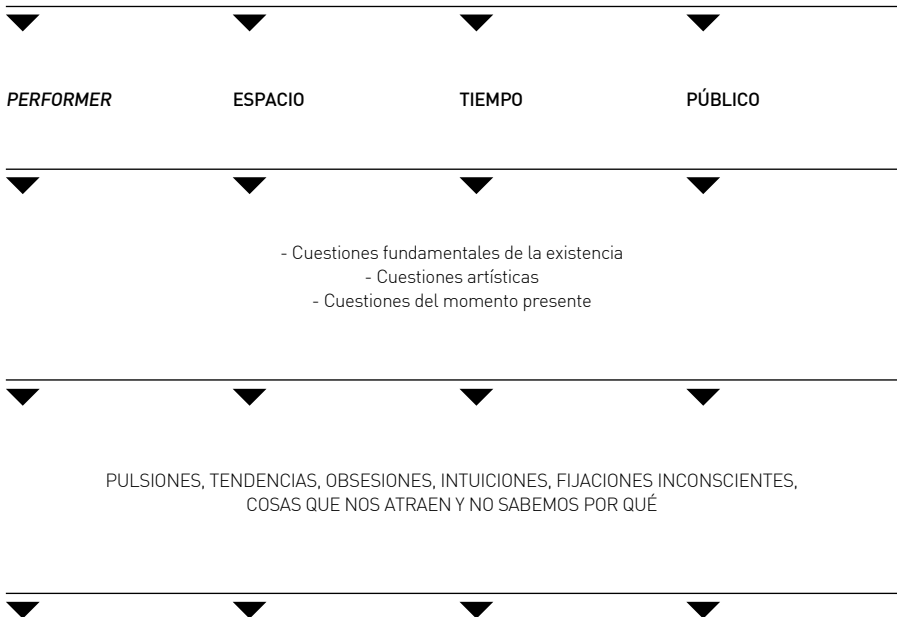 PERFORMER ESPACIO TIEMPO PÚBLICO
- Cuestiones fundamentales de la existencia
- Cuestiones artísticas
- Cuestiones del momento presente
PULSIONES, TENDENCIAS, OBSESIONES, INTUICIONES, FIJACIONES INCONSCIENTES,
COSAS QUE NOS ATRAEN Y NO SABEMOS POR QUÉ